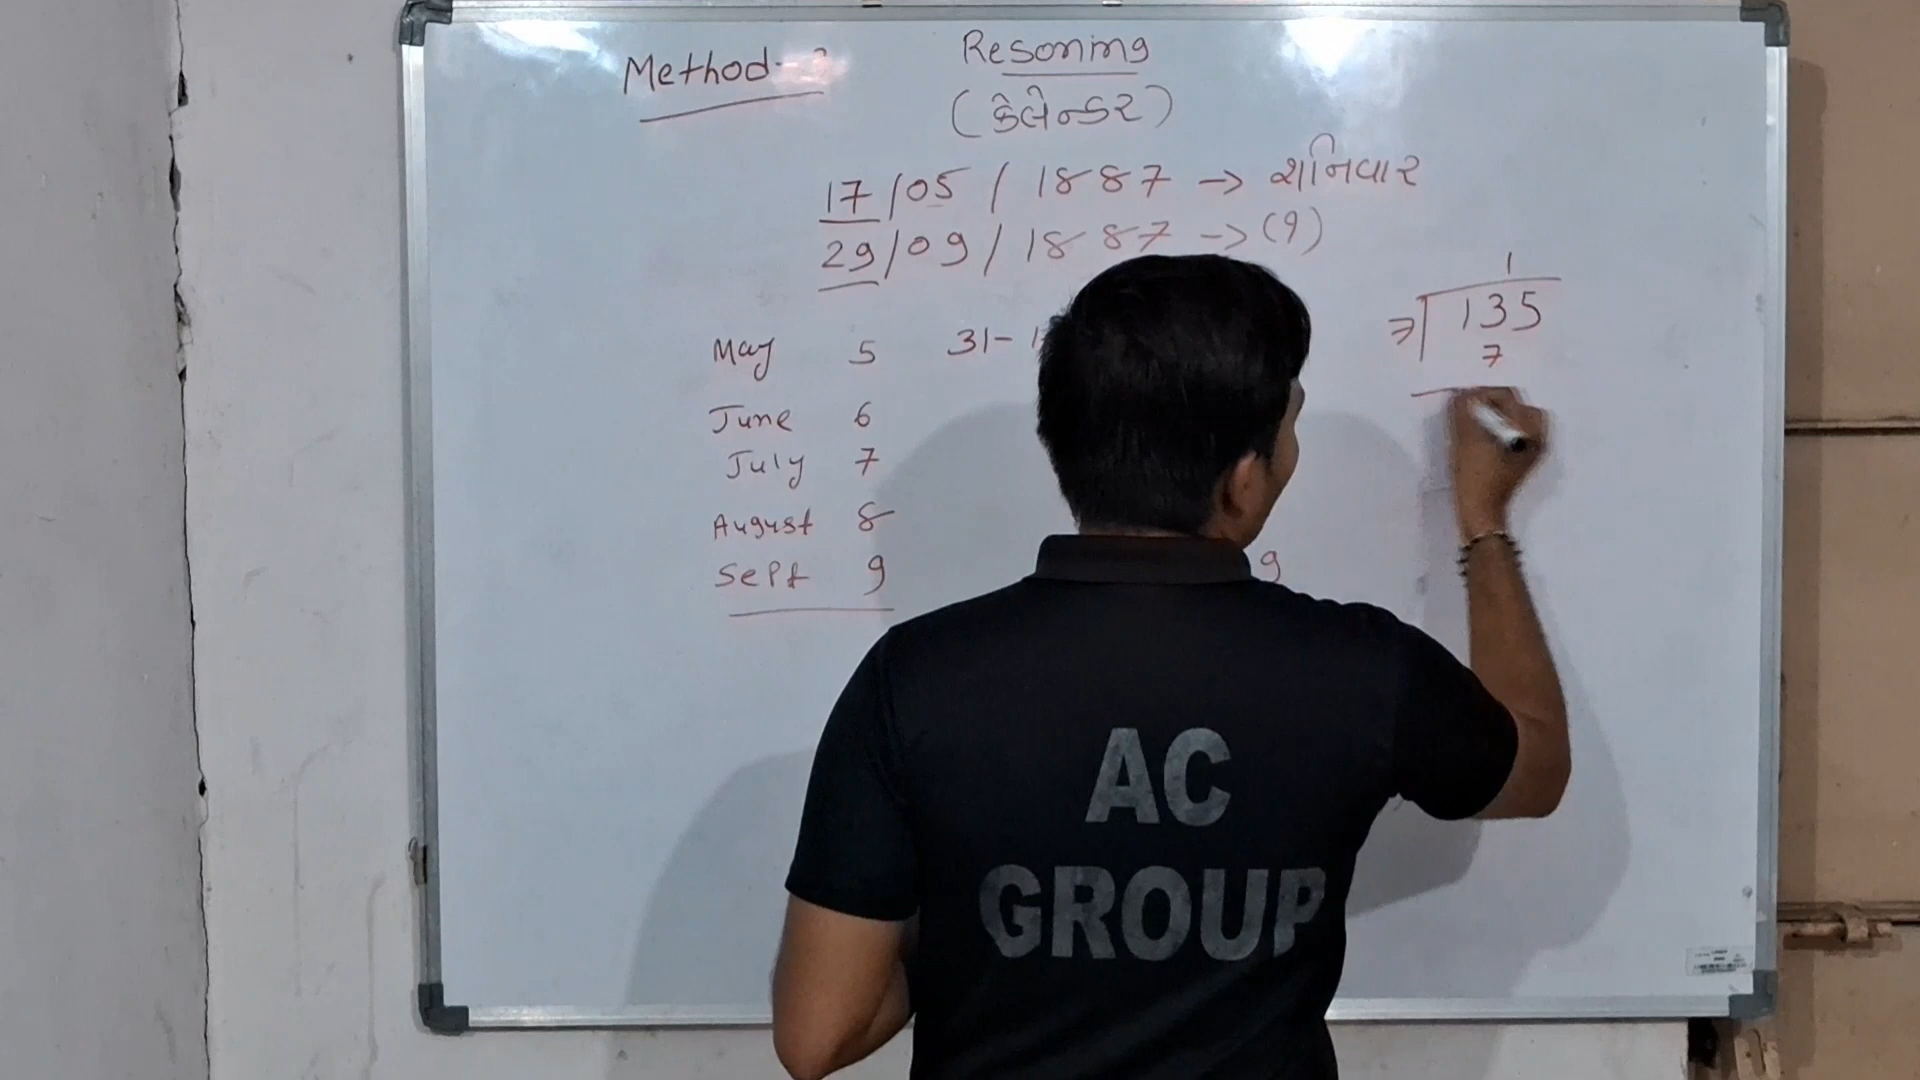 Method-
Resoning
(કેલેન્ડર)
17/05/1887 → શનિવાર
29/09/1887 → (?)
May 5 31-
June 6
July 7
August 8
Sept 9
9
1
7 135
7
AC
GROUP